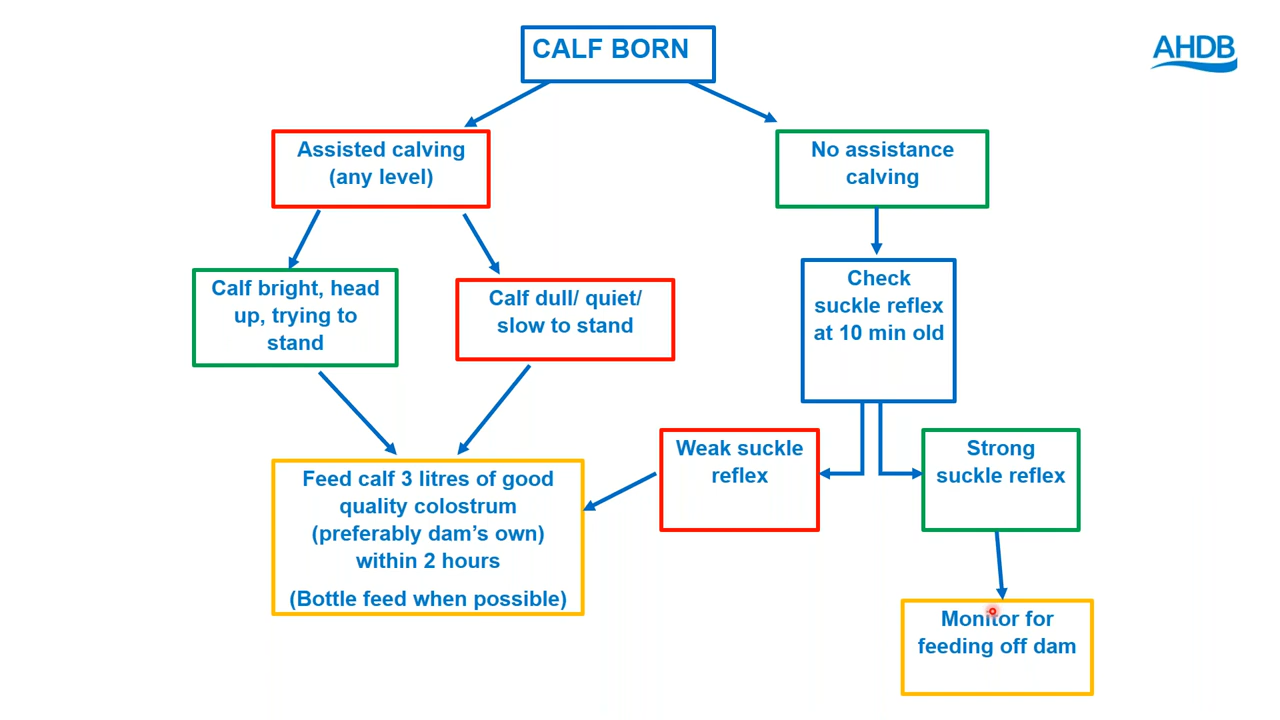 CALF BORN
AHDB
Assisted calving
(any level)
No assistance
calving
Calf bright, head
up, trying to
stand
Calf dull/ quiet/
slow to stand
Check
suckle reflex
at 10 min old
Weak suckle
reflex
Strong
suckle reflex
Feed calf 3 litres of good
quality colostrum
(preferably dam’s own)
within 2 hours
(Bottle feed when possible)
Monitor for
feeding off dam